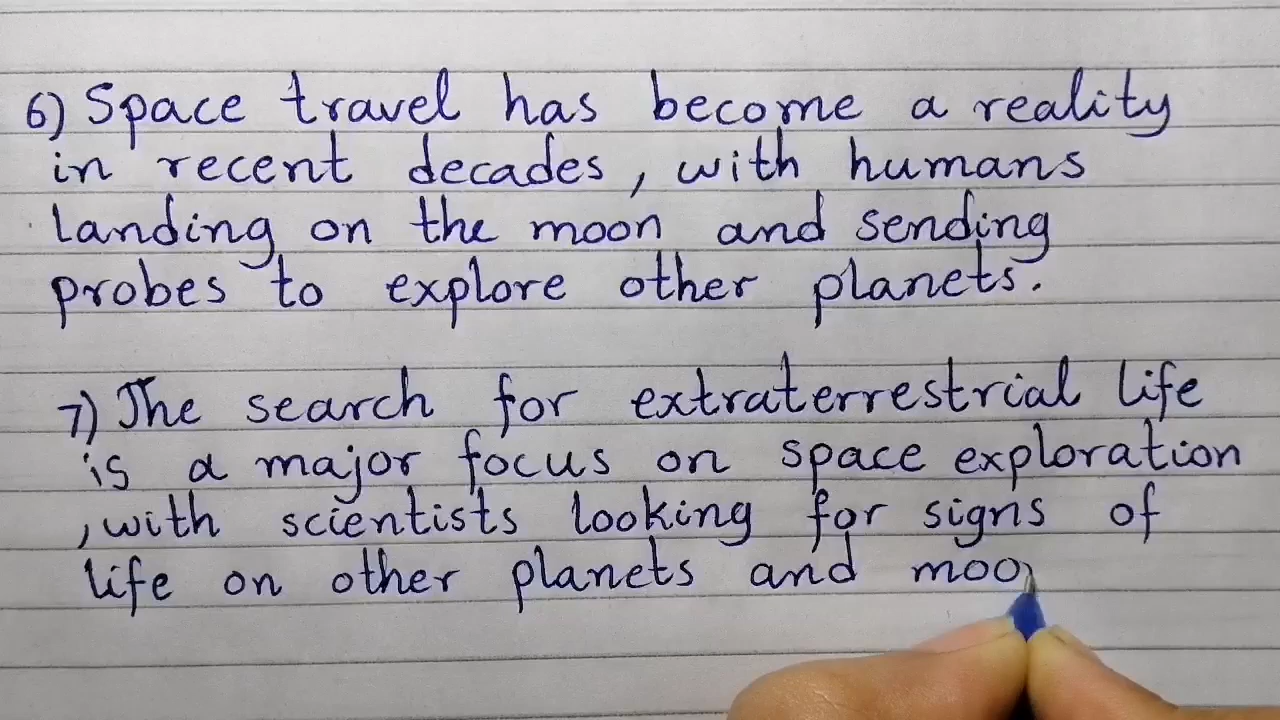 6) Space travel has become a reality
in recent decades, with humans
landing on the moon and sending
probes to explore other planets.
7) The search for extraterrestrial life
is a major focus on space exploration
, with scientists looking for signs of
life on other planets and moo